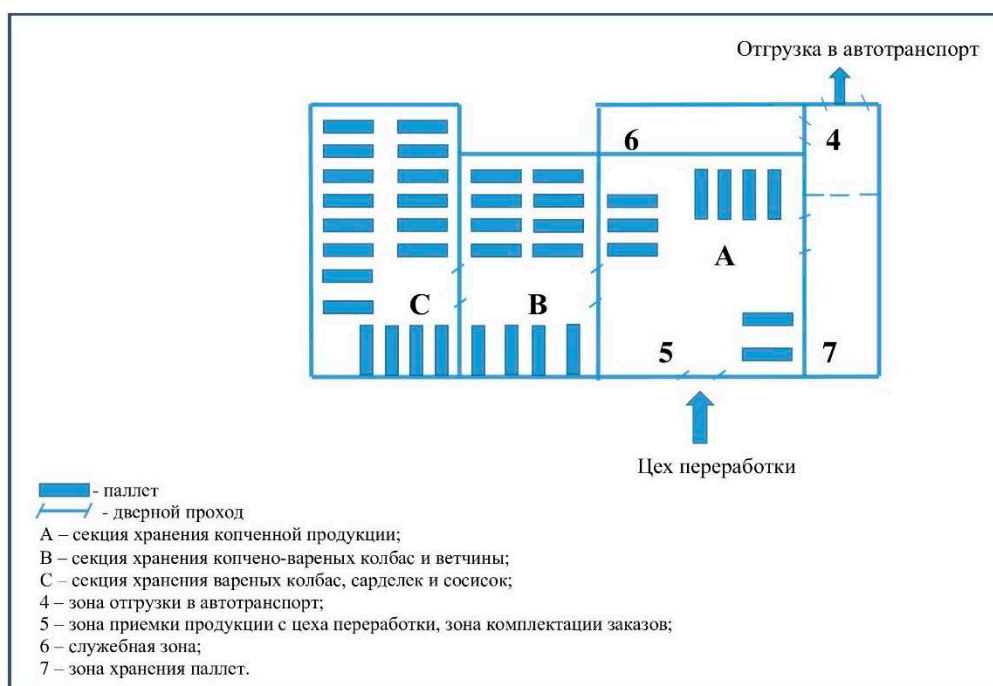 Отгрузка в автотранспорт
6
4
А
С
В
5
7
Цех переработки
- паллет
- дверной проход
А – секция хранения копченной продукции;
В – секция хранения копчено-вареных колбас и ветчины;
С – секция хранения вареных колбас, сарделек и сосисок;
4 – зона отгрузки в автотранспорт;
5 – зона приемки продукции с цеха переработки, зона комплектации заказов;
6 – служебная зона;
7 – зона хранения паллет.